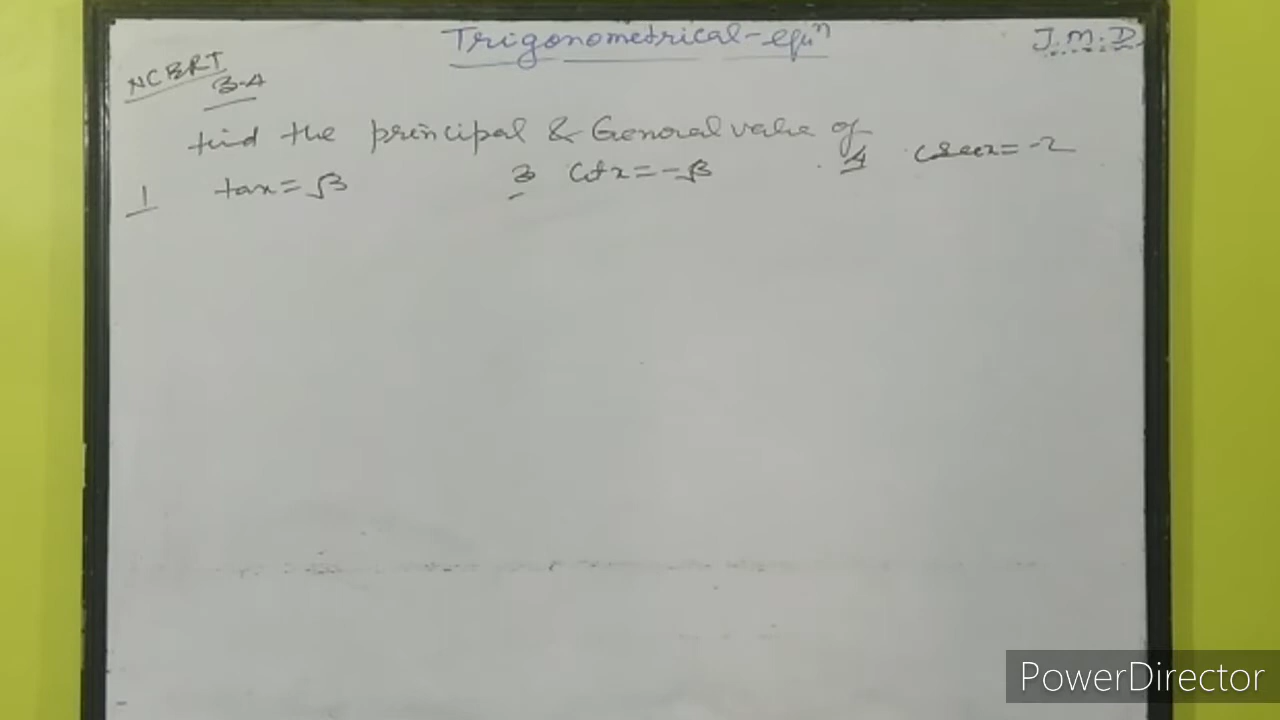 Trigonometrical-eqⁿ
J.M.D
NCERT
3.4
find the principal & General value of
1 tanx = √3 3 Cotx = -√3 4 Cosecx = -2
PowerDirector